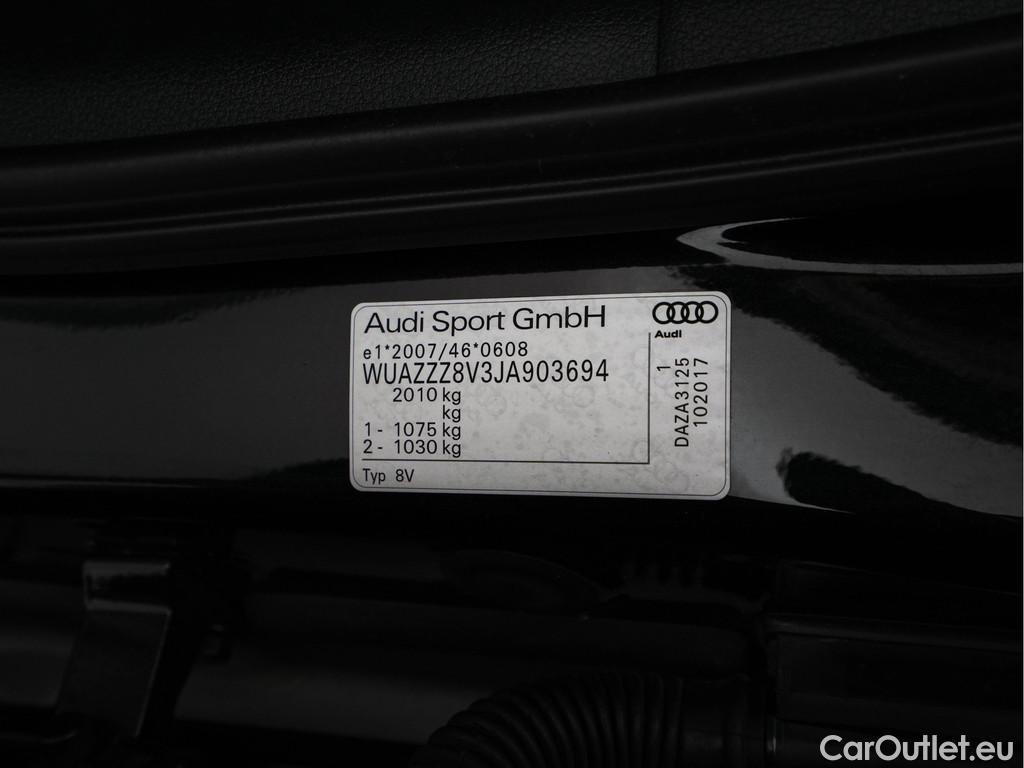 Audi Sport GmbH
Audi
e1*2007/46*0608
WUAZZZ8V3JA903694
2010 kg
kg
1 - 1075 kg
2 - 1030 kg
Typ 8V
1
DAZA3125
102017
CarOutlet.eu